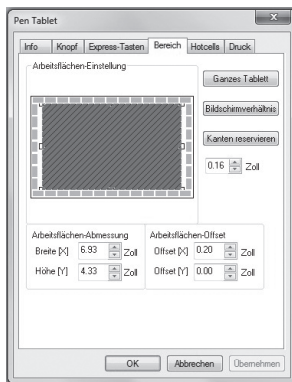 Pen Tablet
Info Knopf Express-Tasten Bereich Hotcells Druck
Arbeitsflächen-Einstellung
Ganzes Tablett
Bildschirmverhältnis
Kanten reservieren
0.16 Zoll
Arbeitsflächen-Abmessung Arbeitsflächen-Offset
Breite [X] 6.93 Zoll Offset [X] 0.20 Zoll
Höhe [Y] 4.33 Zoll Offset [Y] 0.00 Zoll
OK Abbrechen Übernehmen